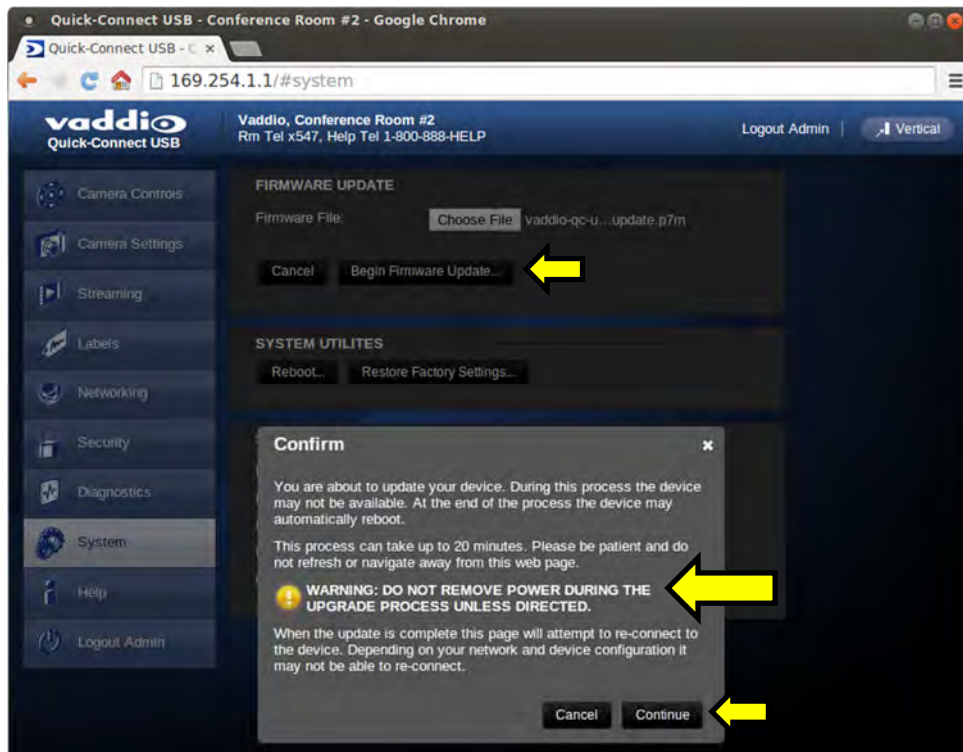 Quick-Connect USB - Conference Room #2 - Google Chrome
Quick-Connect USB - C
169.254.1.1/#system
vaddio
Quick-Connect USB
Vaddio, Conference Room #2
Rm Tel x547, Help Tel 1-800-888-HELP
Logout Admin
Vertical
Camera Controls
Camera Settings
Streaming
Labels
Networking
Security
Diagnostics
System
Help
Logout Admin
FIRMWARE UPDATE
Firmware File: Choose File vaddio-qc-u...update.p7m
Cancel Begin Firmware Update...
SYSTEM UTILITES
Reboot... Restore Factory Settings...
Confirm
You are about to update your device. During this process the device
may not be available. At the end of the process the device may
automatically reboot.
This process can take up to 20 minutes. Please be patient and do
not refresh or navigate away from this web page.
WARNING: DO NOT REMOVE POWER DURING THE
UPGRADE PROCESS UNLESS DIRECTED.
When the update is complete this page will attempt to re-connect to
the device. Depending on your network and device configuration it
may not be able to re-connect.
Cancel Continue